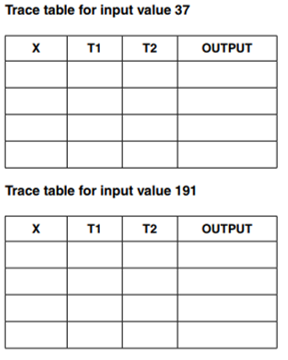 Trace table for input value 37
X T1 T2 OUTPUT
Trace table for input value 191
X T1 T2 OUTPUT